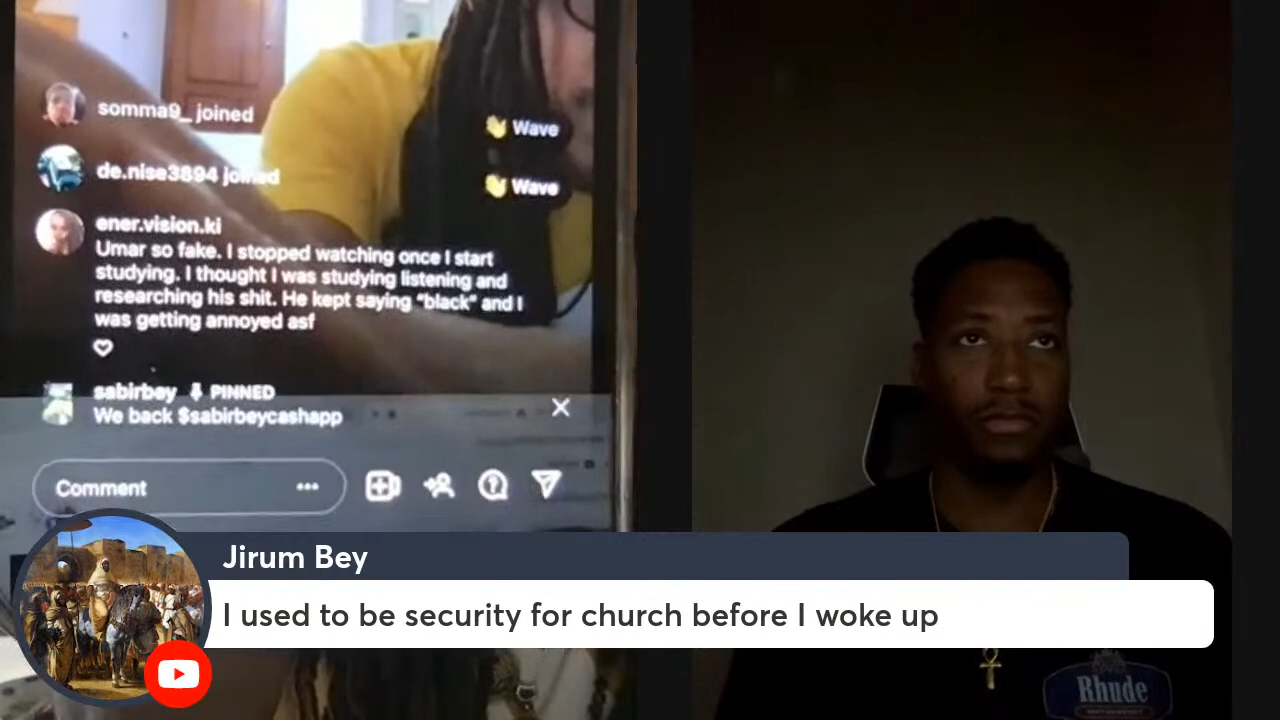 somma9_ joined
Wave
de.nise3894 joined
Wave
ener.vision.ki
Umar so fake. I stopped watching once I start
studying. I thought I was studying listening and
researching his shit. He kept saying "black" and I
was getting annoyed asf
sabirbey PINNED
We back $sabirbeycashapp
Comment
Jirum Bey
I used to be security for church before I woke up
Rhude